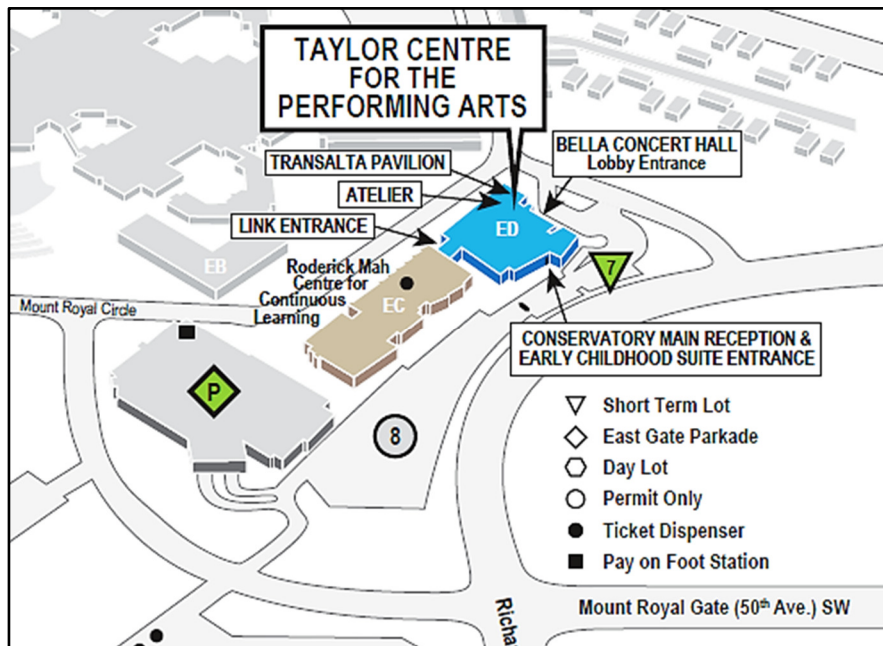 TAYLOR CENTRE
FOR THE
PERFORMING ARTS
BELLA CONCERT HALL
Lobby Entrance
TRANSALTA PAVILION
ATELIER
LINK ENTRANCE
ED
EB
Roderick Mah
Centre for
Continuous
Learning
EC
7
Mount Royal Circle
CONSERVATORY MAIN RECEPTION &
EARLY CHILDHOOD SUITE ENTRANCE
P
8
Short Term Lot
East Gate Parkade
Day Lot
Permit Only
Ticket Dispenser
Pay on Foot Station
Mount Royal Gate (50th Ave.) SW
Richa